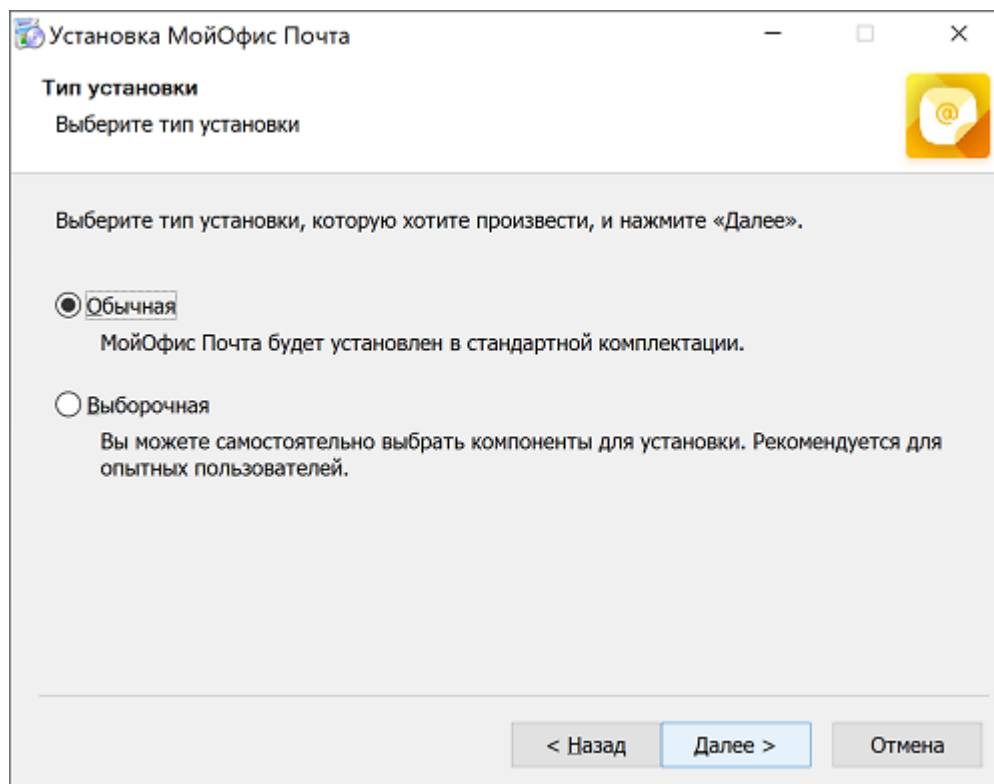 Установка МойОфис Почта
Тип установки
Выберите тип установки
@
Выберите тип установки, которую хотите произвести, и нажмите «Далее».
Обычная
МойОфис Почта будет установлен в стандартной комплектации.
Выборочная
Вы можете самостоятельно выбрать компоненты для установки. Рекомендуется для
опытных пользователей.
< Назад Далее > Отмена